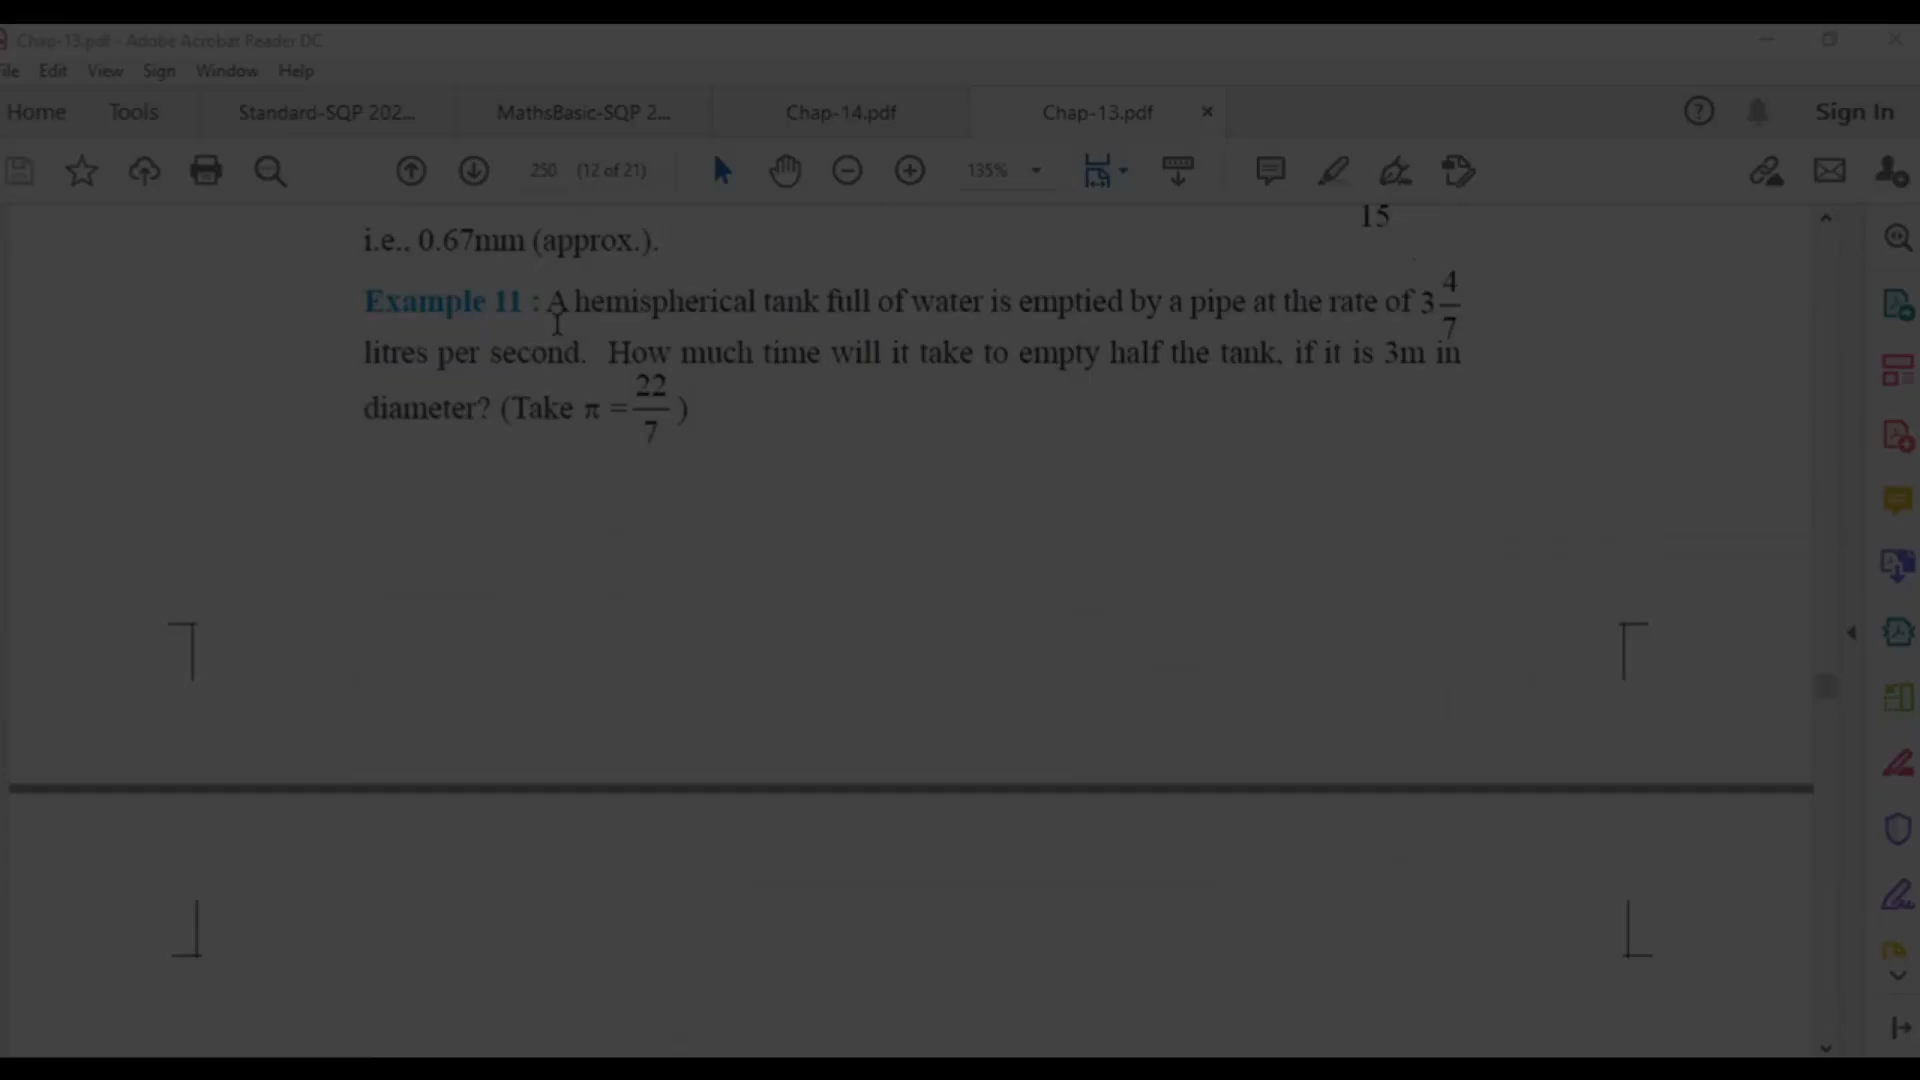 Chap-13.pdf - Adobe Acrobat Reader DC
File Edit View Sign Window Help
Home Tools Standard-SQP 202... MathsBasic-SQP 2... Chap-14.pdf Chap-13.pdf × Sign In
250 (12 of 21) 135%
15
i.e., 0.67mm (approx.).
Example 11 : A hemispherical tank full of water is emptied by a pipe at the rate of 3 4/7
litres per second. How much time will it take to empty half the tank, if it is 3m in
diameter? (Take π = 22/7 )